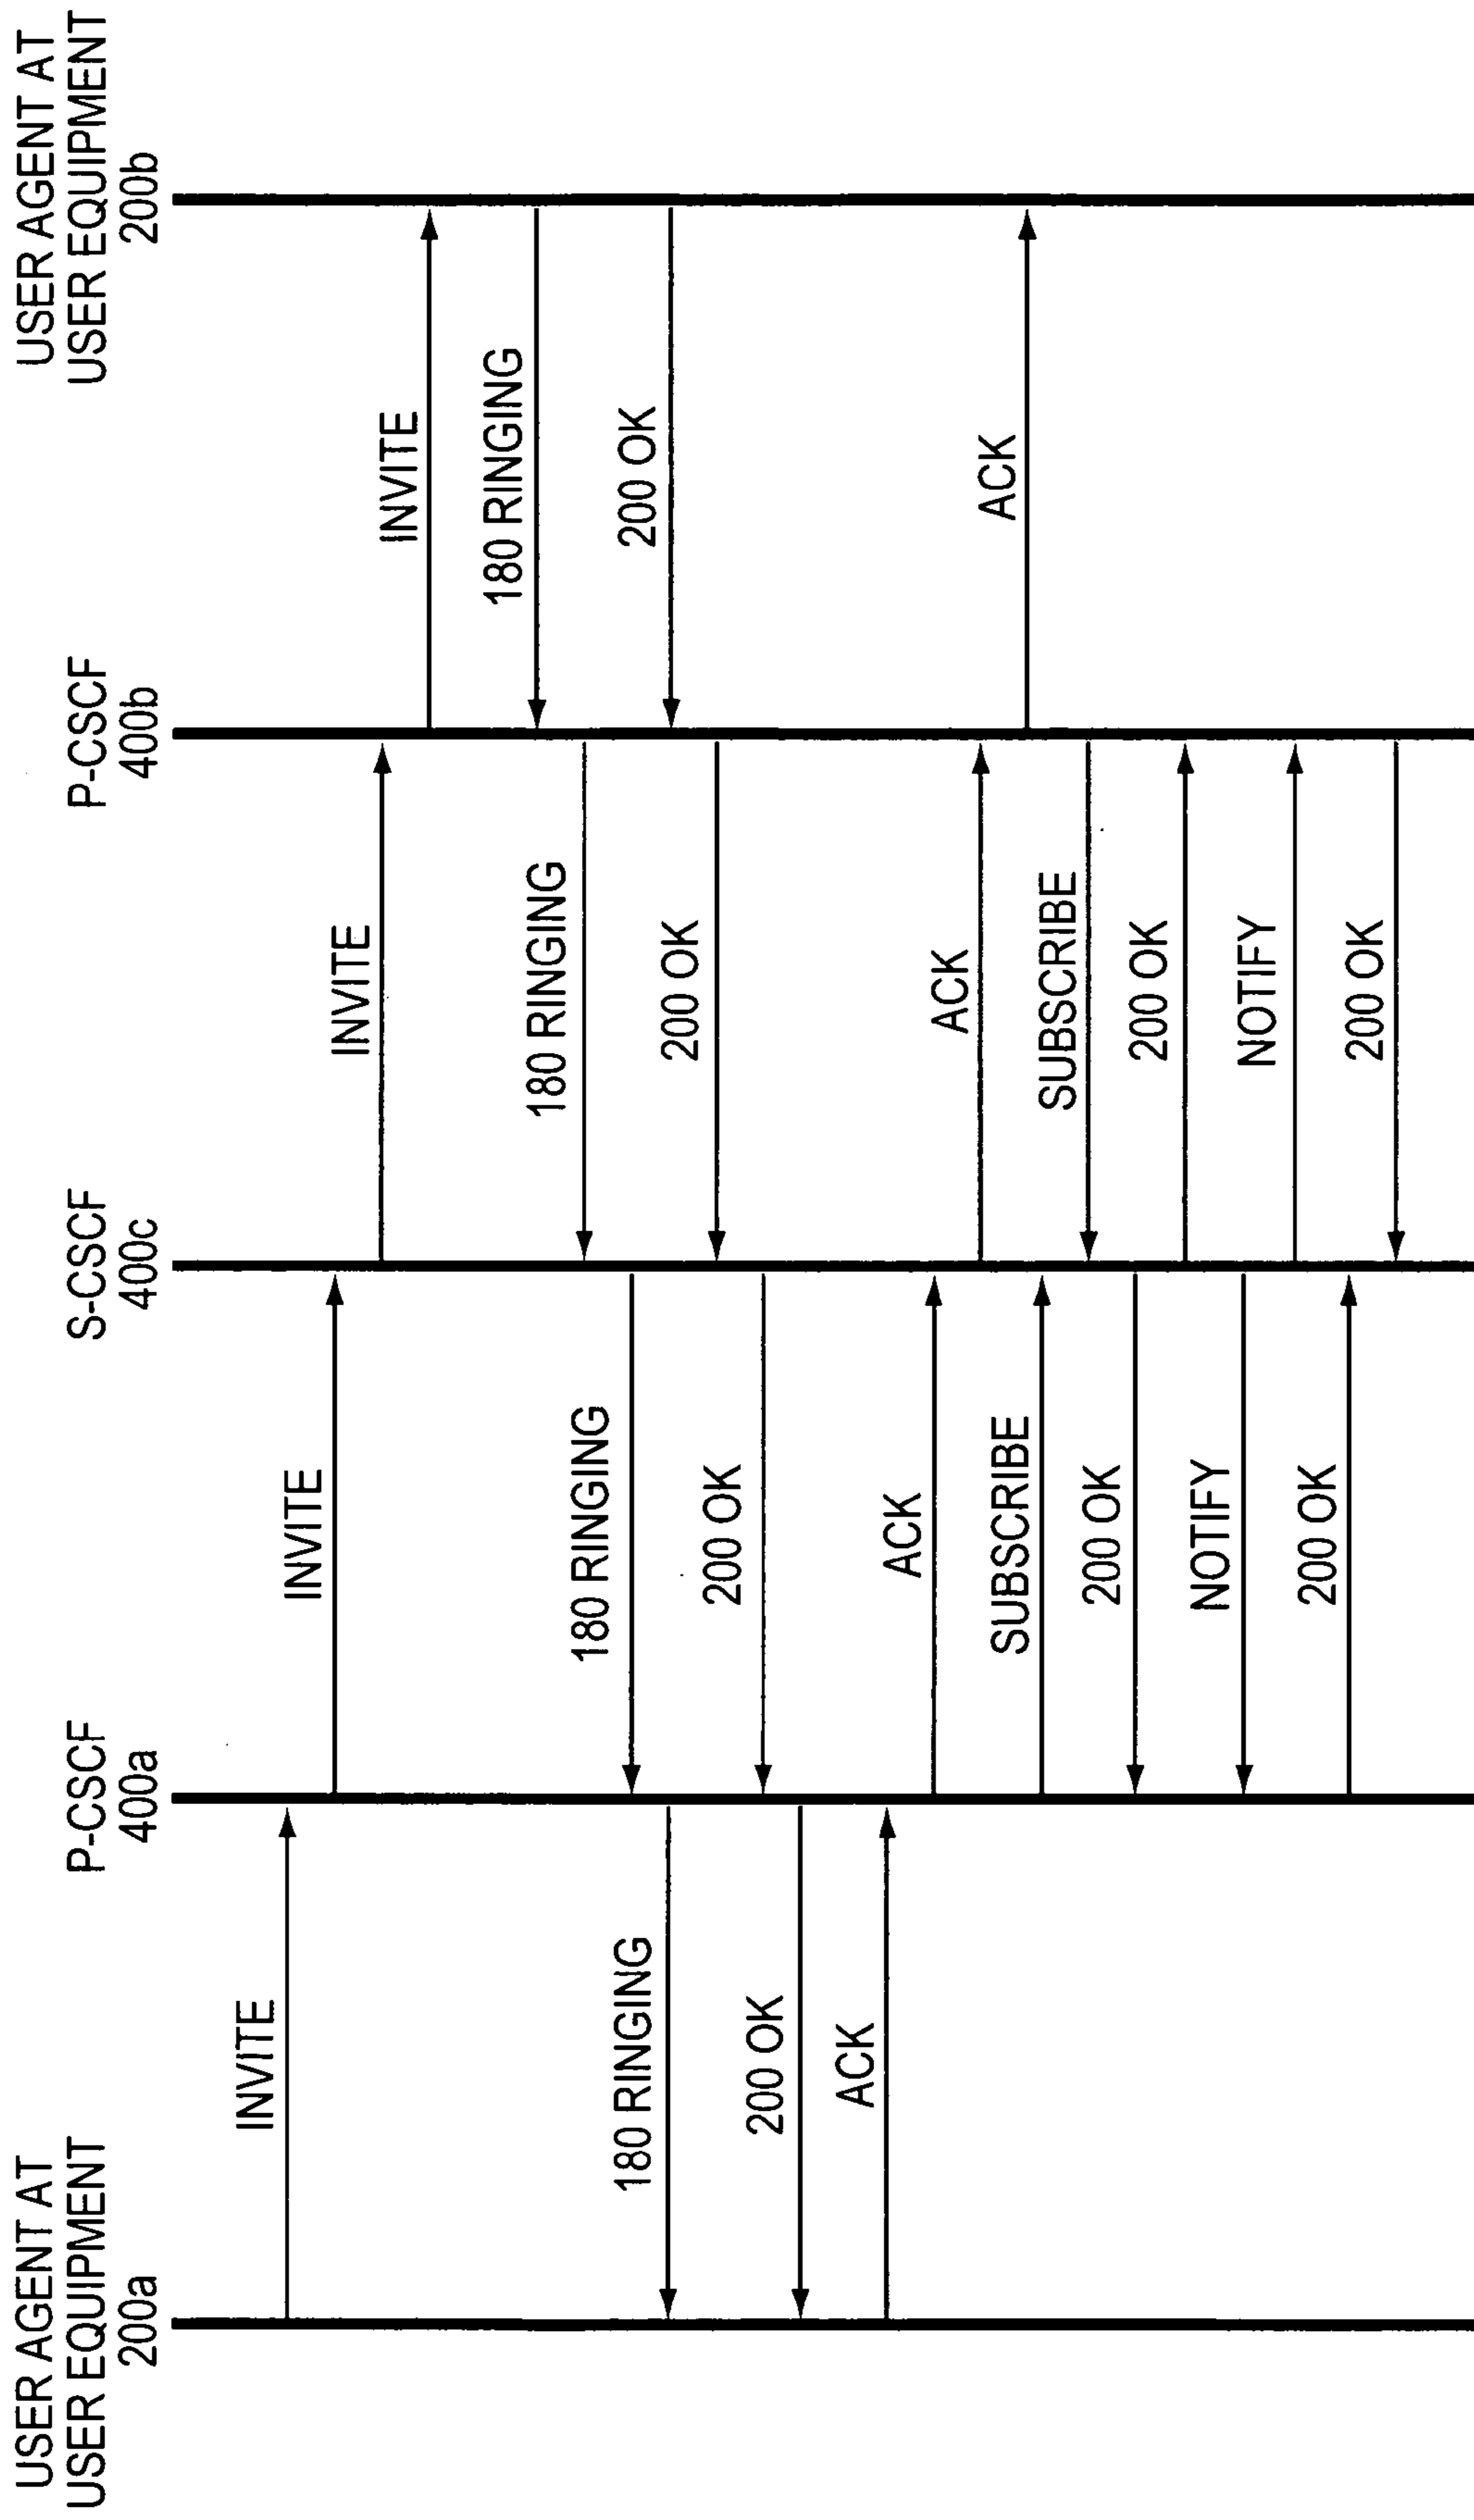 USER AGENT AT
USER EQUIPMENT
200a
P-CSCF
400a
S-CSCF
400c
P-CSCF
400b
USER AGENT AT
USER EQUIPMENT
200b
INVITE
INVITE
INVITE
INVITE
180 RINGING
180 RINGING
180 RINGING
180 RINGING
200 OK
200 OK
200 OK
200 OK
ACK
ACK
ACK
ACK
SUBSCRIBE
SUBSCRIBE
200 OK
200 OK
NOTIFY
NOTIFY
200 OK
200 OK